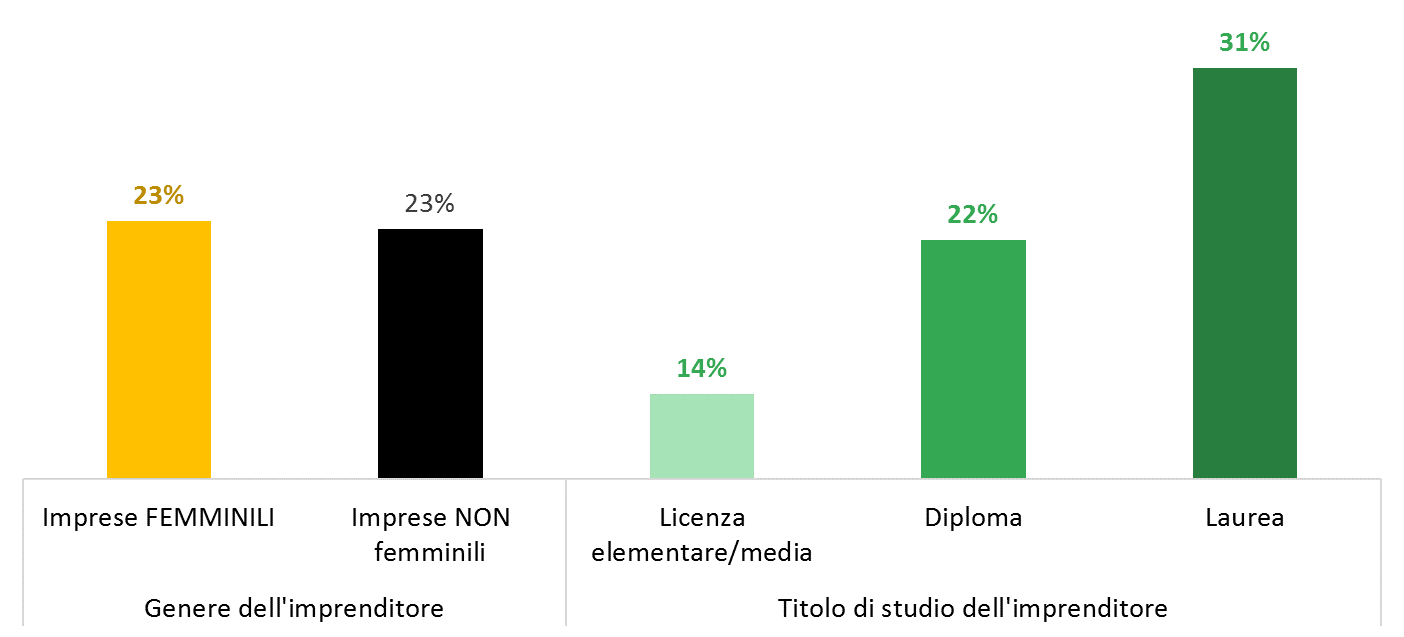 31%
23%
23%
22%
14%
Imprese FEMMINILI
Imprese NON
femminili
Licenza
elementare/media
Diploma
Laurea
Genere dell'imprenditore
Titolo di studio dell'imprenditore